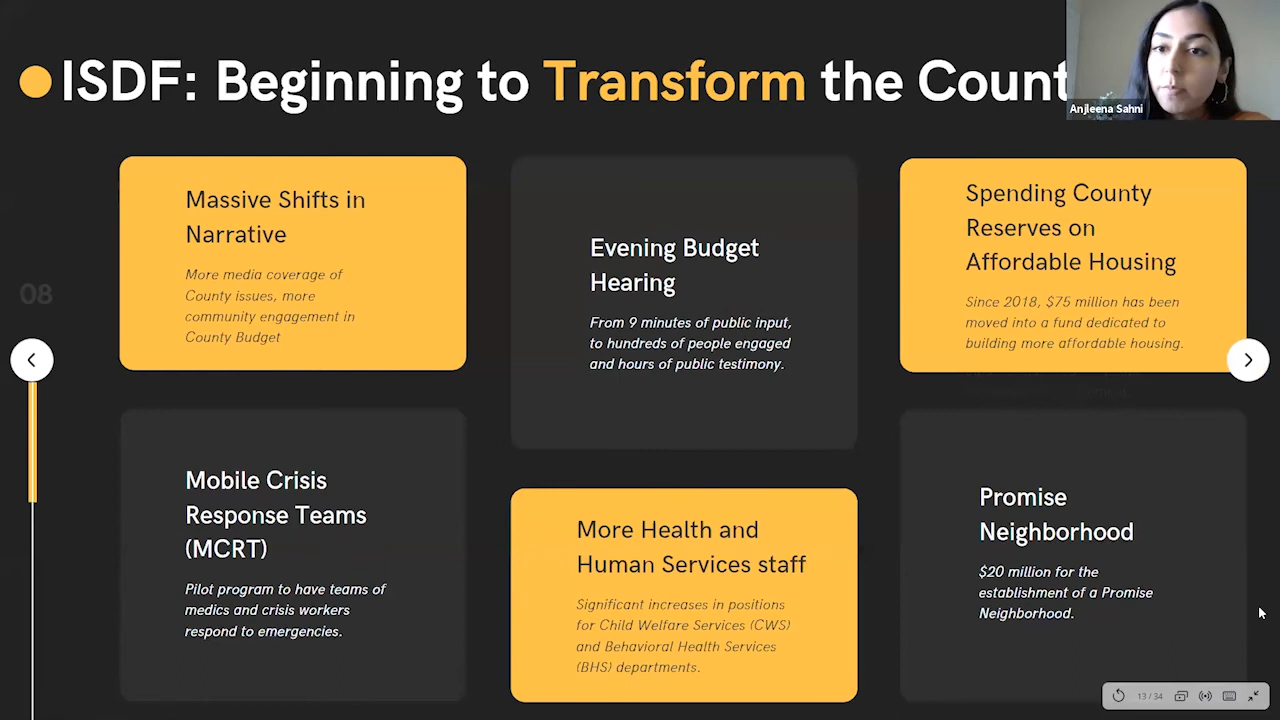 ISDF: Beginning to Transform the Count
Anjleena Sahni
Massive Shifts in
Narrative
More media coverage of
County issues, more
community engagement in
County Budget
Evening Budget
Hearing
From 9 minutes of public input,
to hundreds of people engaged
and hours of public testimony.
Spending County
Reserves on
Affordable Housing
Since 2018, $75 million has been
moved into a fund dedicated to
building more affordable housing.
08
Mobile Crisis
Response Teams
(MCRT)
Pilot program to have teams of
medics and crisis workers
respond to emergencies.
More Health and
Human Services staff
Significant increases in positions
for Child Welfare Services (CWS)
and Behavioral Health Services
(BHS) departments.
Promise
Neighborhood
$20 million for the
establishment of a Promise
Neighborhood.
13 / 34